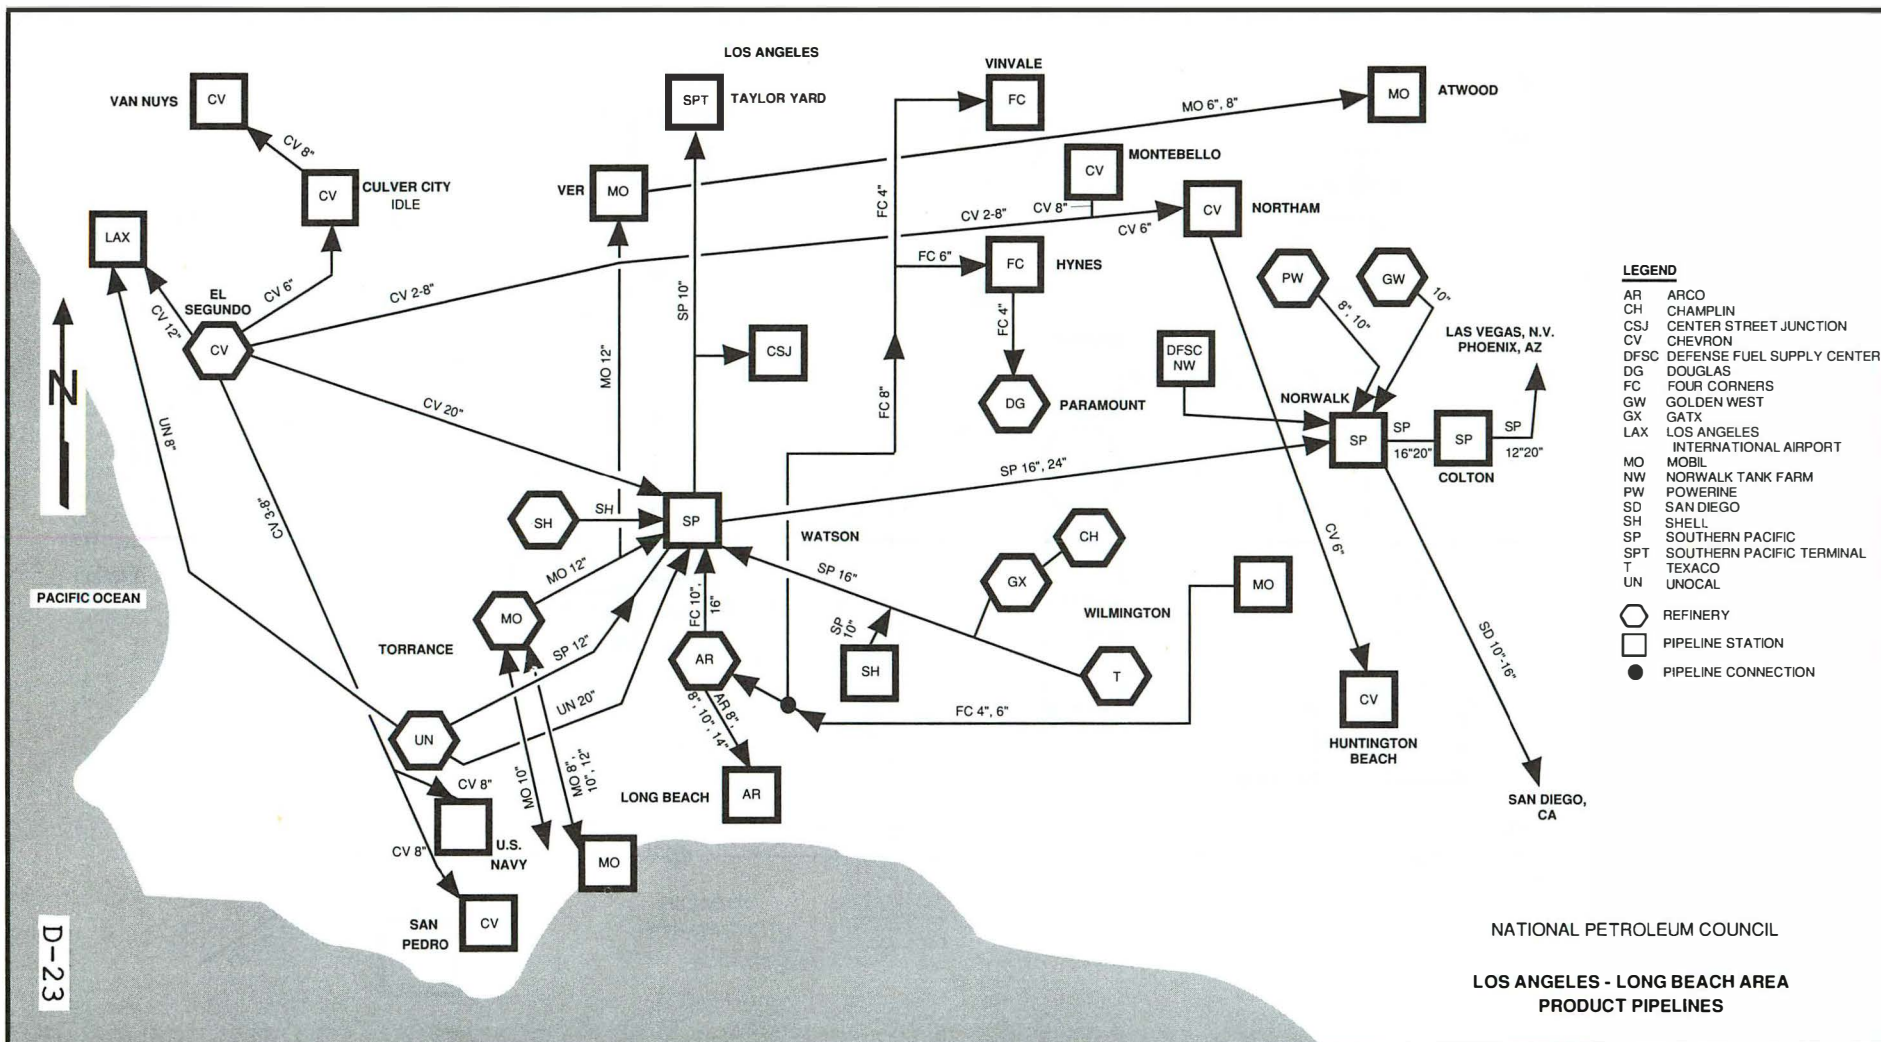 LOS ANGELES
VAN NUYS
CV
SPT
TAYLOR YARD
VINVALE
FC
MO 6", 8"
MO
ATWOOD
CV 8"
CV
CULVER CITY
IDLE
VER
MO
FC 4"
CV
MONTEBELLO
CV 8"
CV 2-8"
CV 6"
CV
NORTHAM
LAX
CV 12"
EL
SEGUNDO
CV 6"
CV 2-8"
SP 10"
FC 6"
FC
HYNES
PW
GW
8", 10"
10"
LAS VEGAS, N.V.
PHOENIX, AZ
CV
MO 12"
CSJ
FC 4"
FC 8"
DG
PARAMOUNT
DFSC
NW
NORWALK
SP
SP
16"20"
SP
COLTON
SP
12"20"
N
UN 8"
CV 20"
CV 3-8"
SP 16", 24"
SH
SH
SP
WATSON
CV 6"
MO 12"
SP 16"
GX
CH
MO
WILMINGTON
PACIFIC OCEAN
TORRANCE
MO
SP 12"
FC 10",
16"
SP
10"
SH
T
SD 10"-16"
AR
UN 20"
UN
AR 8",
8", 10", 14"
FC 4", 6"
CV
HUNTINGTON
BEACH
CV 8"
MO 10"
MO 8",
10", 12"
LONG BEACH
AR
SAN DIEGO,
CA
U.S.
NAVY
CV 8"
MO
SAN
PEDRO
CV
LEGEND
AR ARCO
CH CHAMPLIN
CSJ CENTER STREET JUNCTION
CV CHEVRON
DFSC DEFENSE FUEL SUPPLY CENTER
DG DOUGLAS
FC FOUR CORNERS
GW GOLDEN WEST
GX GATX
LAX LOS ANGELES
INTERNATIONAL AIRPORT
MO MOBIL
NW NORWALK TANK FARM
PW POWERINE
SD SAN DIEGO
SH SHELL
SP SOUTHERN PACIFIC
SPT SOUTHERN PACIFIC TERMINAL
T TEXACO
UN UNOCAL
REFINERY
PIPELINE STATION
PIPELINE CONNECTION
D-23
NATIONAL PETROLEUM COUNCIL
LOS ANGELES - LONG BEACH AREA
PRODUCT PIPELINES